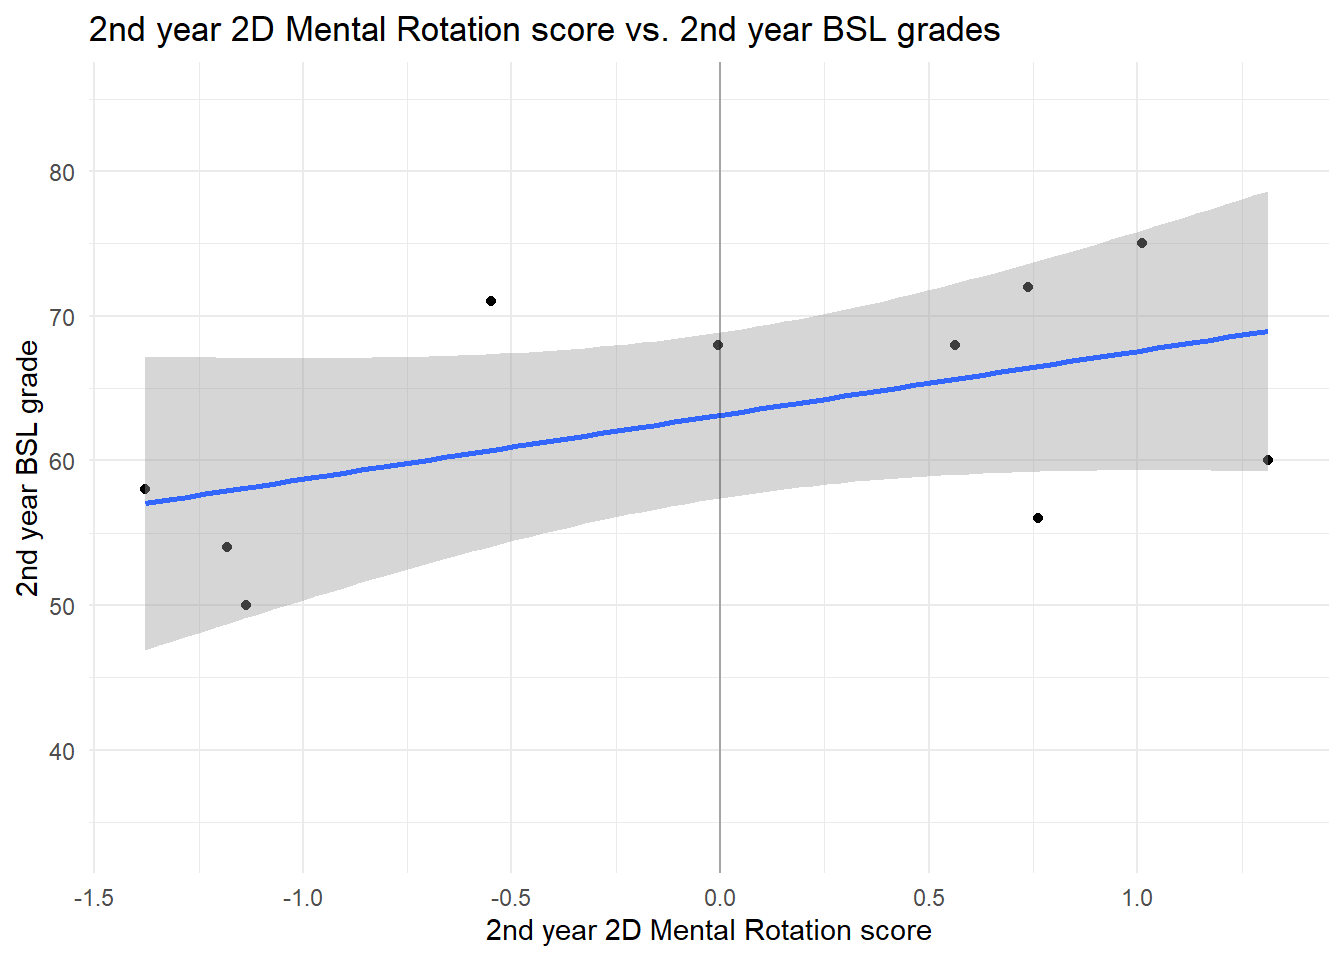 2nd year 2D Mental Rotation score vs. 2nd year BSL grades
2nd year BSL grade
80
70
60
50
40
-1.5 -1.0 -0.5 0.0 0.5 1.0
2nd year 2D Mental Rotation score